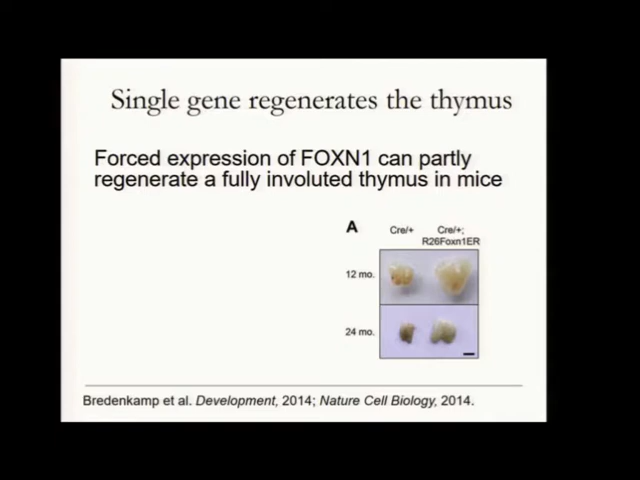 Single gene regenerates the thymus
Forced expression of FOXN1 can partly
regenerate a fully involuted thymus in mice
A
Cre/+
Cre/+;
R26Foxn1ER
12 mo.
24 mo.
Bredenkamp et al. Development, 2014; Nature Cell Biology, 2014.